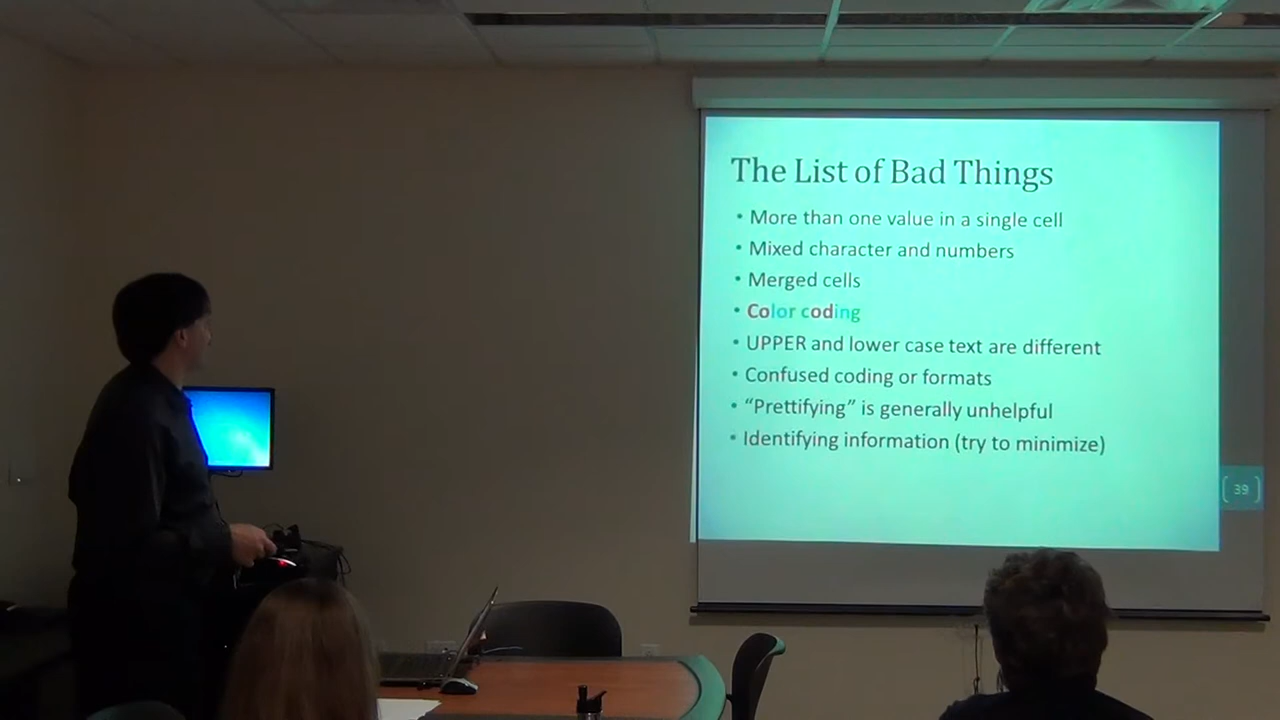 The List of Bad Things
• More than one value in a single cell
• Mixed character and numbers
• Merged cells
• Color coding
• UPPER and lower case text are different
• Confused coding or formats
• “Prettifying” is generally unhelpful
• Identifying information (try to minimize)
[ 39 ]